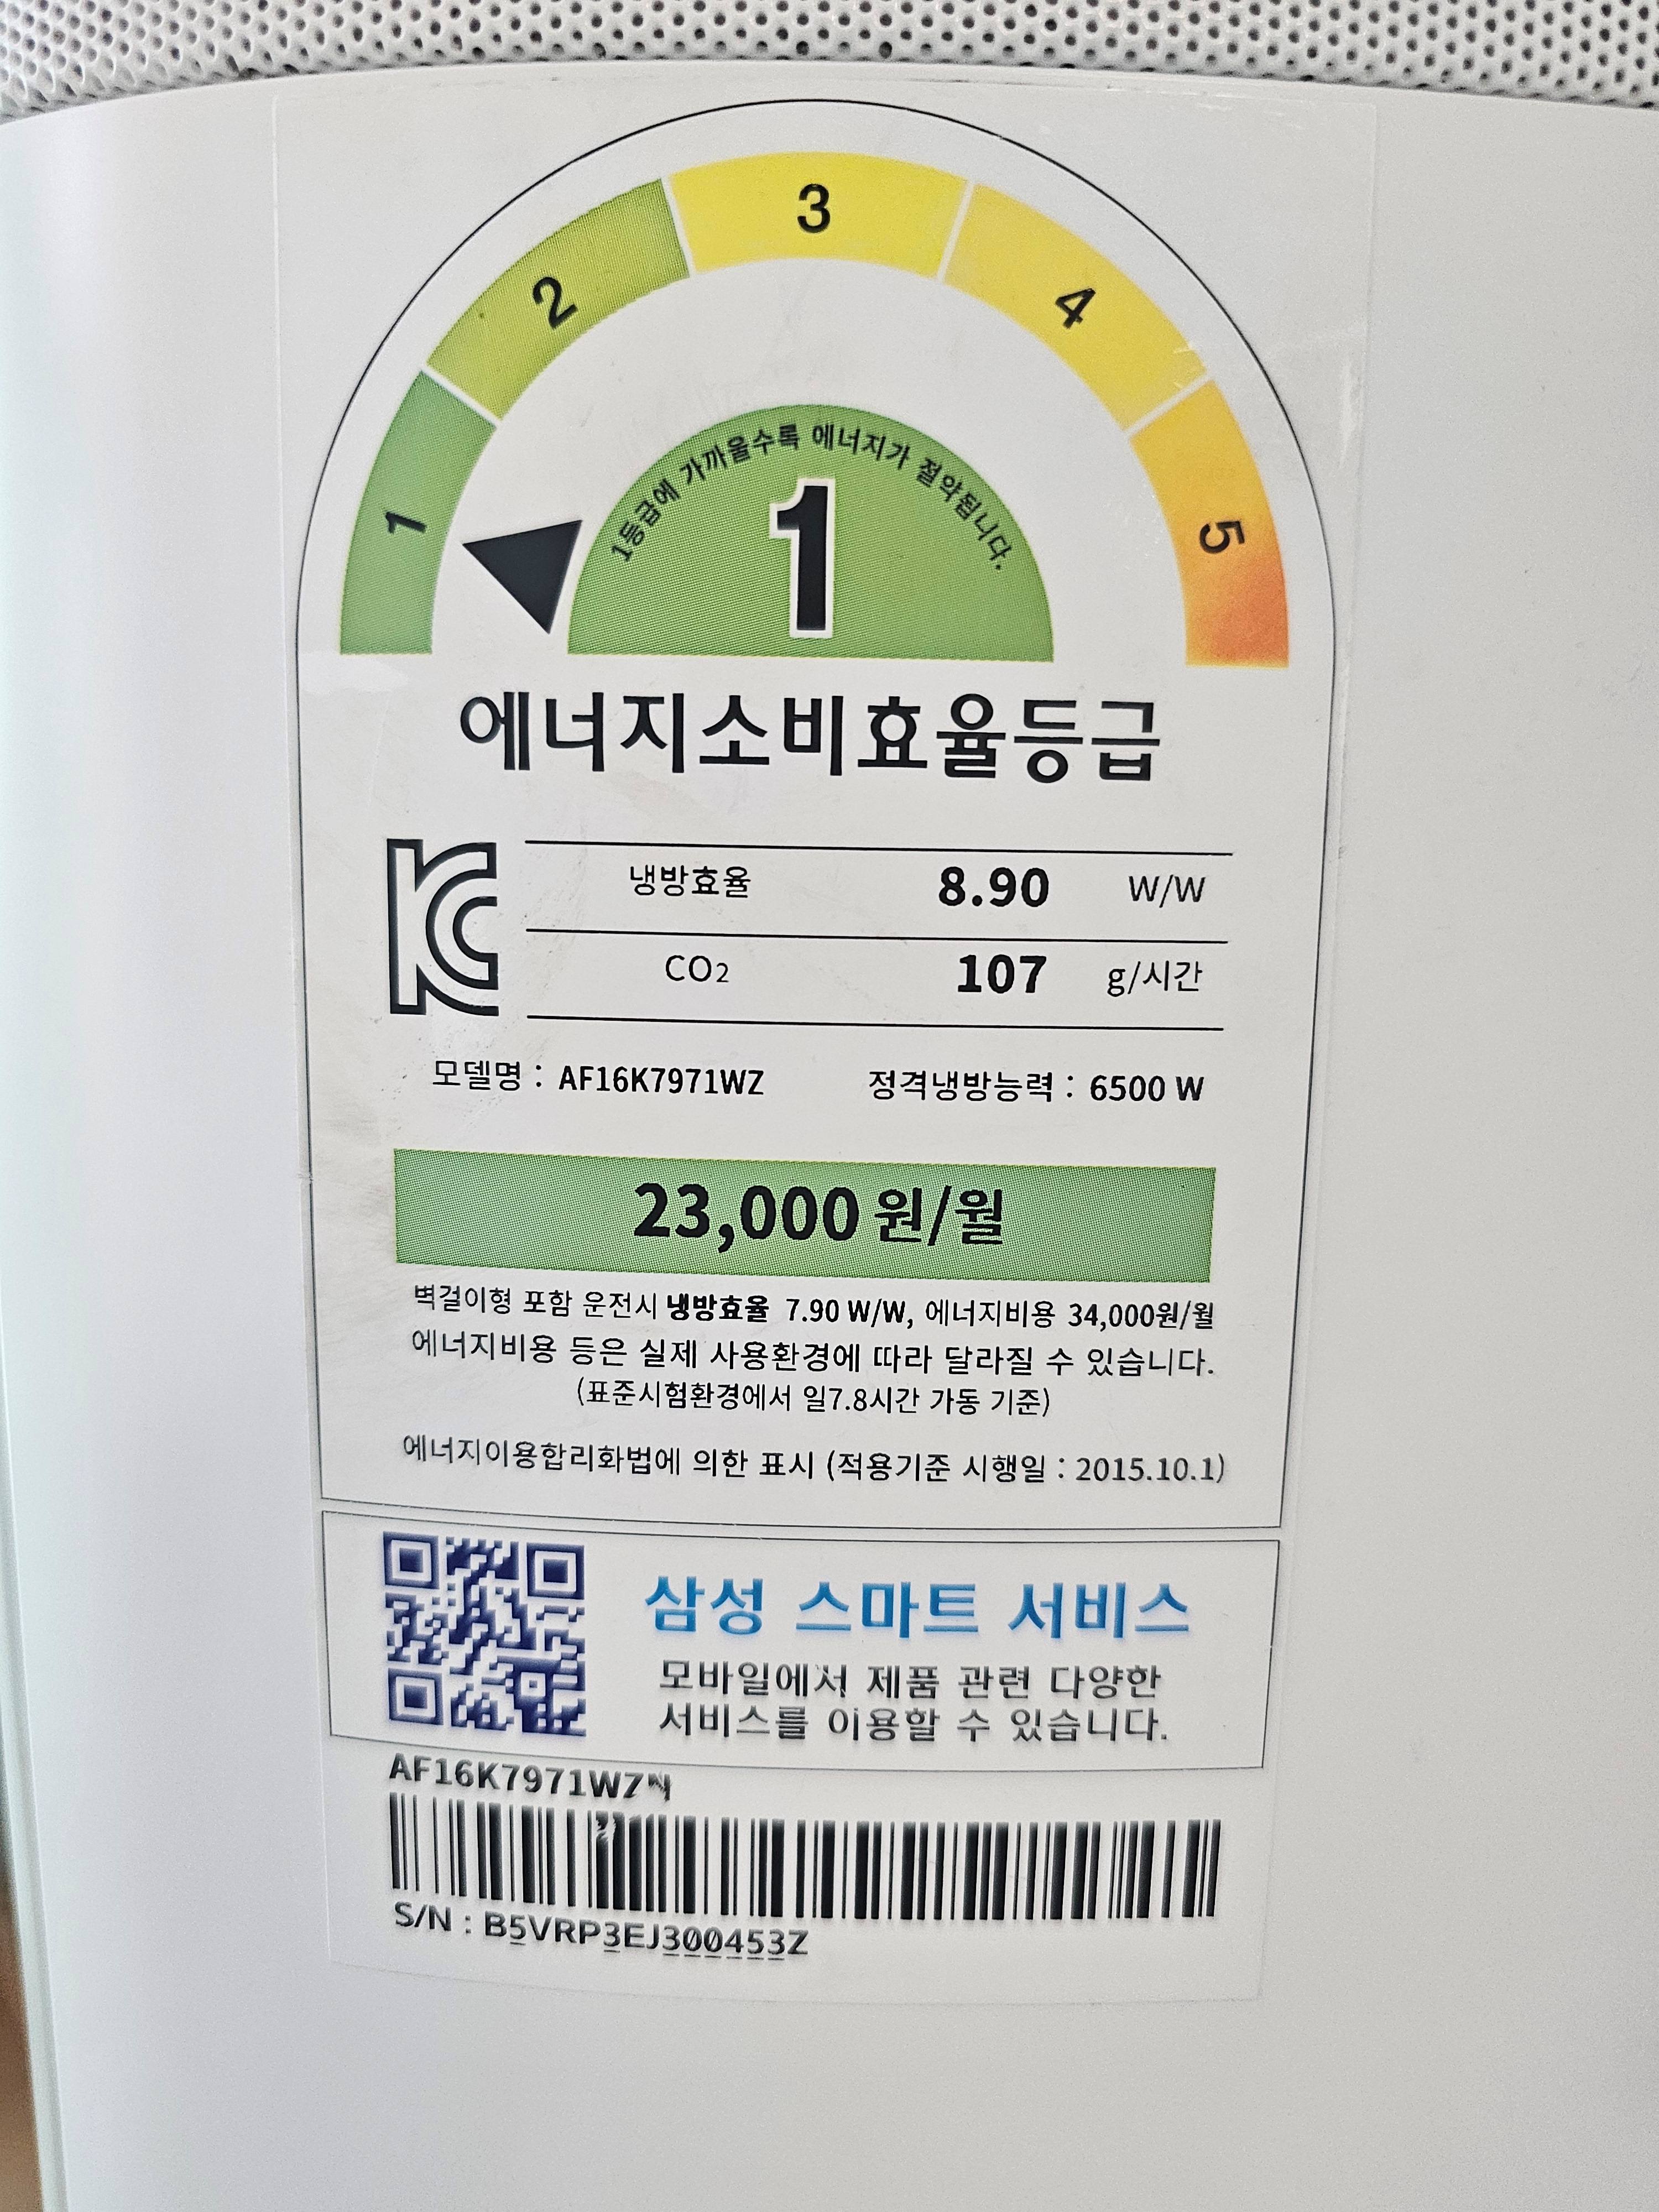 1
2
3
4
5
1등급에 가까울수록 에너지가 절약됩니다.
1
에너지소비효율등급
냉방효율 8.90 W/W
CO2 107 g/시간
모델명 : AF16K7971WZ 정격냉방능력 : 6500 W
23,000 원/월
벽걸이형 포함 운전시 냉방효율 7.90 W/W, 에너지비용 34,000원/월
에너지비용 등은 실제 사용환경에 따라 달라질 수 있습니다.
(표준시험환경에서 일7.8시간 가동 기준)
에너지이용합리화법에 의한 표시 (적용기준 시행일 : 2015.10.1)
삼성 스마트 서비스
모바일에서 제품 관련 다양한
서비스를 이용할 수 있습니다.
S/N : B5VRP3EJ300453Z